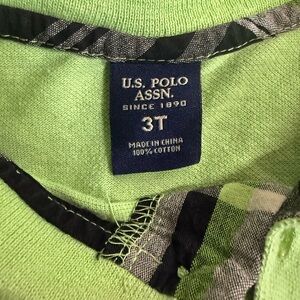 U.S. POLO
ASSN.
SINCE 1890
3T
MADE IN CHINA
100% COTTON